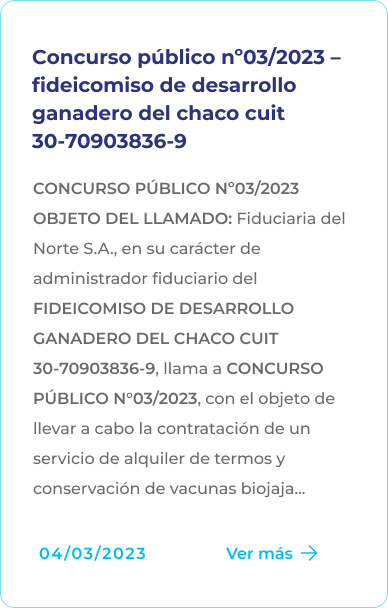 Concurso público nº03/2023 –
fideicomiso de desarrollo
ganadero del chaco cuit
30-70903836-9
CONCURSO PÚBLICO Nº03/2023
OBJETO DEL LLAMADO: Fiduciaria del
Norte S.A., en su carácter de
administrador fiduciario del
FIDEICOMISO DE DESARROLLO
GANADERO DEL CHACO CUIT
30-70903836-9, llama a CONCURSO
PÚBLICO N°03/2023, con el objeto de
llevar a cabo la contratación de un
servicio de alquiler de termos y
conservación de vacunas biojaja...
04/03/2023 Ver más →